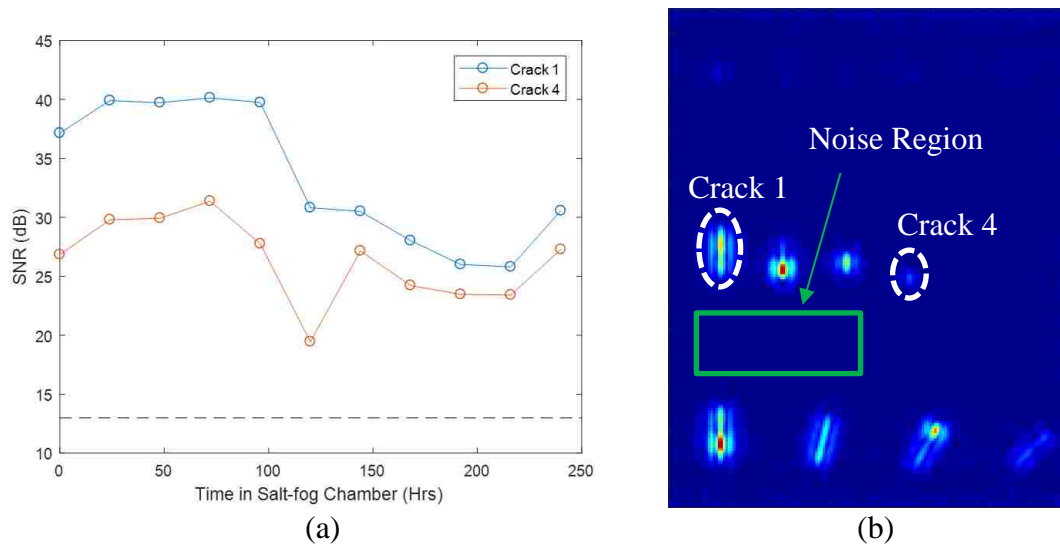 45
40
35
30
25
20
15
10
SNR (dB)
0
50
100
150
200
250
Time in Salt-fog Chamber (Hrs)
Crack 1
Crack 4
(a)
Noise Region
Crack 1
Crack 4
(b)